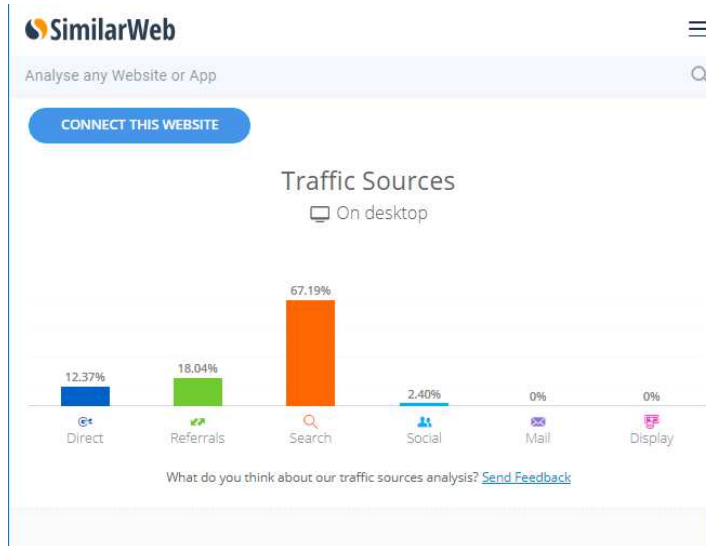 SimilarWeb
Analyse any Website or App
CONNECT THIS WEBSITE
Traffic Sources
On desktop
67.19%
18.04%
12.37%
2.40%
0%
0%
Direct
Referrals
Search
Social
Mail
Display
What do you think about our traffic sources analysis? Send Feedback